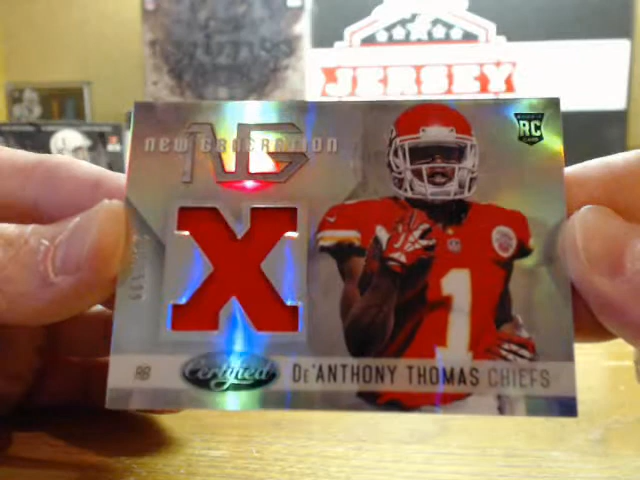 JERSEY
NG
NEW GENERATION
RC
X
1
RB
Certified
De'ANTHONY THOMAS CHIEFS